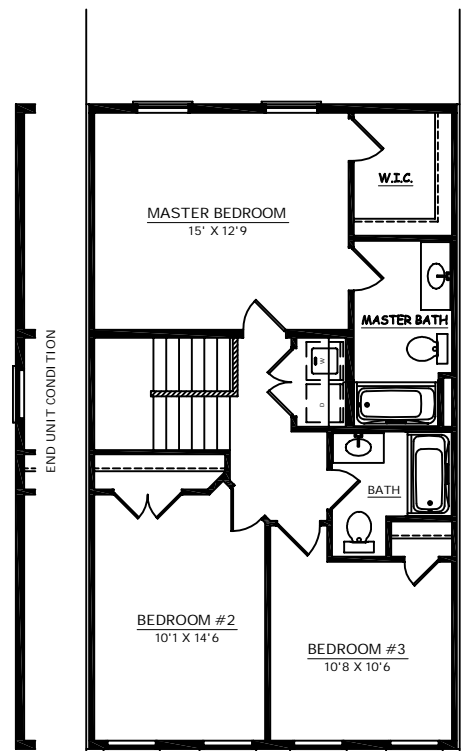 W.I.C.
MASTER BEDROOM
15' X 12'9
MASTER BATH
W
D
END UNIT CONDITION
BATH
BEDROOM #2
10'1 X 14'6
BEDROOM #3
10'8 X 10'6